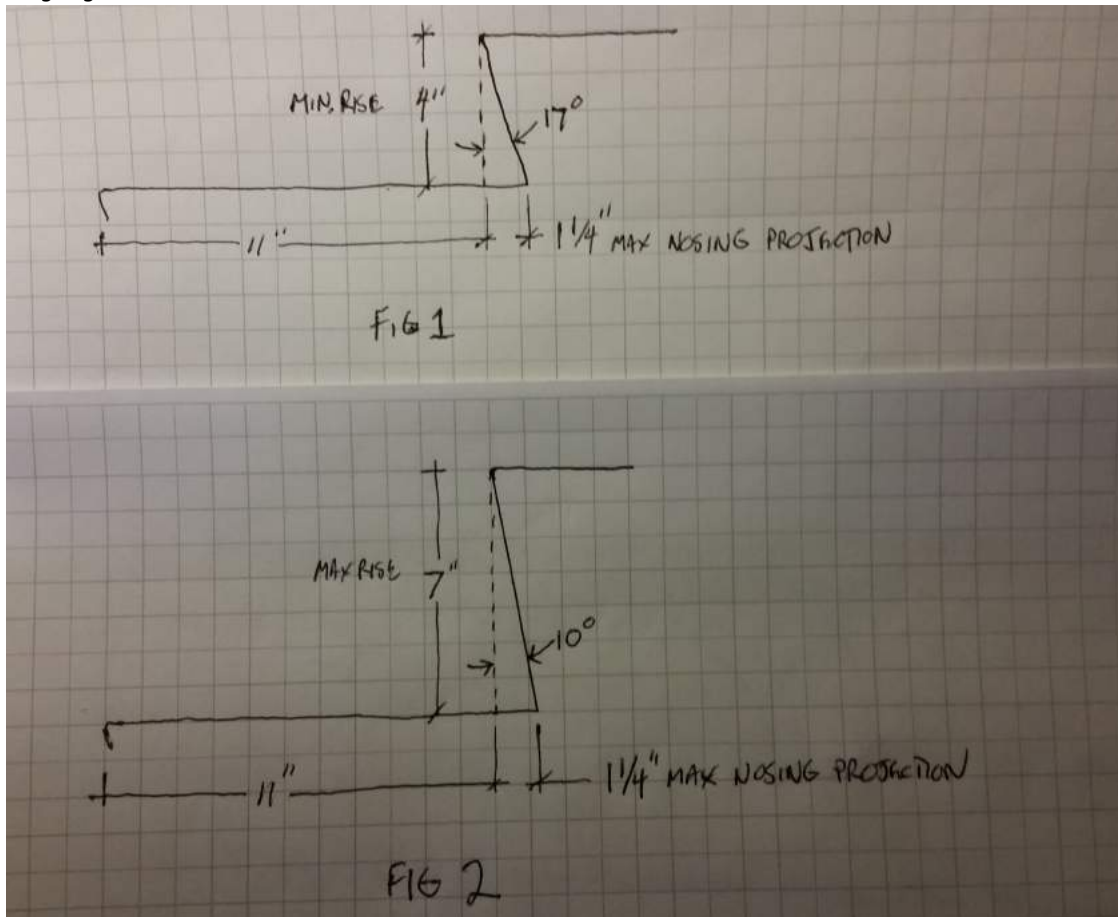 MIN. RISE 4"
17°
11"
1 1/4" MAX NOSING PROJECTION
FIG 1
MAX RISE 7"
10°
11"
1 1/4" MAX NOSING PROJECTION
FIG 2